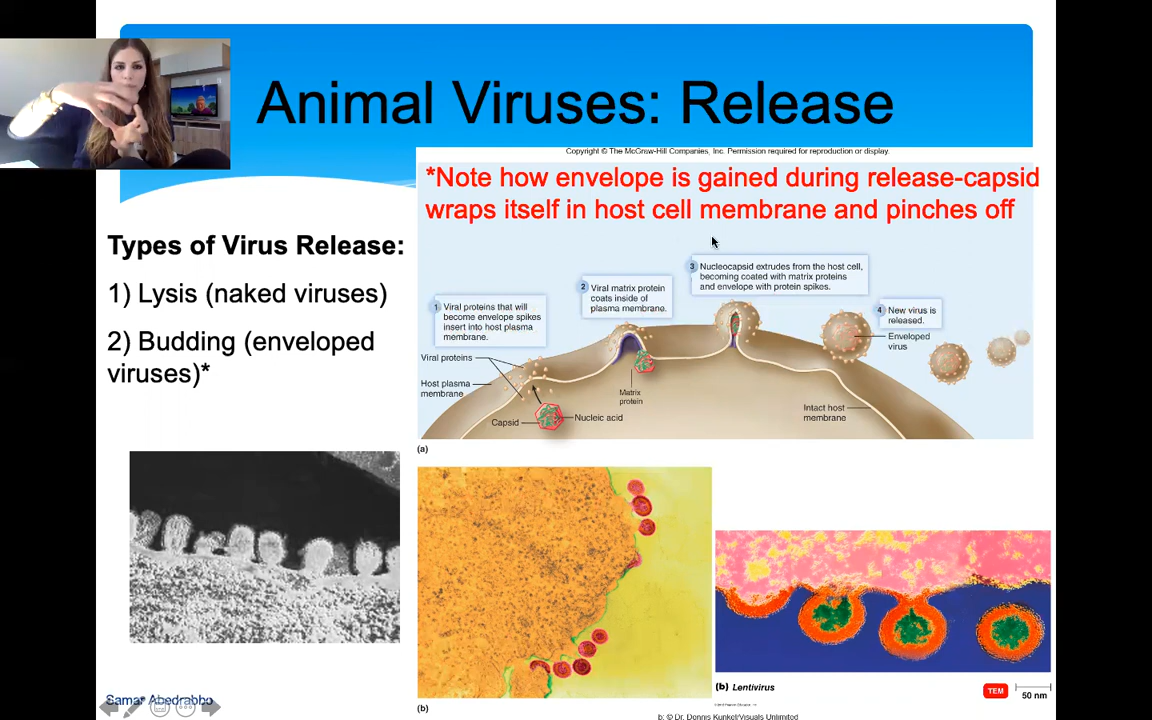 Animal Viruses: Release
Copyright © The McGraw-Hill Companies, Inc. Permission required for reproduction or display.
*Note how envelope is gained during release-capsid
wraps itself in host cell membrane and pinches off
Types of Virus Release:
1) Lysis (naked viruses)
2) Budding (enveloped
viruses)*
1 Viral proteins that will
become envelope spikes
insert into host plasma
membrane.
2 Viral matrix protein
coats inside of
plasma membrane.
3 Nucleocapsid extrudes from the host cell,
becoming coated with matrix proteins
and envelope with protein spikes.
4 New virus is
released.
Viral proteins
Host plasma
membrane
Capsid
Nucleic acid
Matrix
protein
Enveloped
virus
Intact host
membrane
(a)
(b)
(b) Lentivirus
TEM
50 nm
Samar Abedrabbo
b: © Dr. Dennis Kunkel/Visuals Unlimited